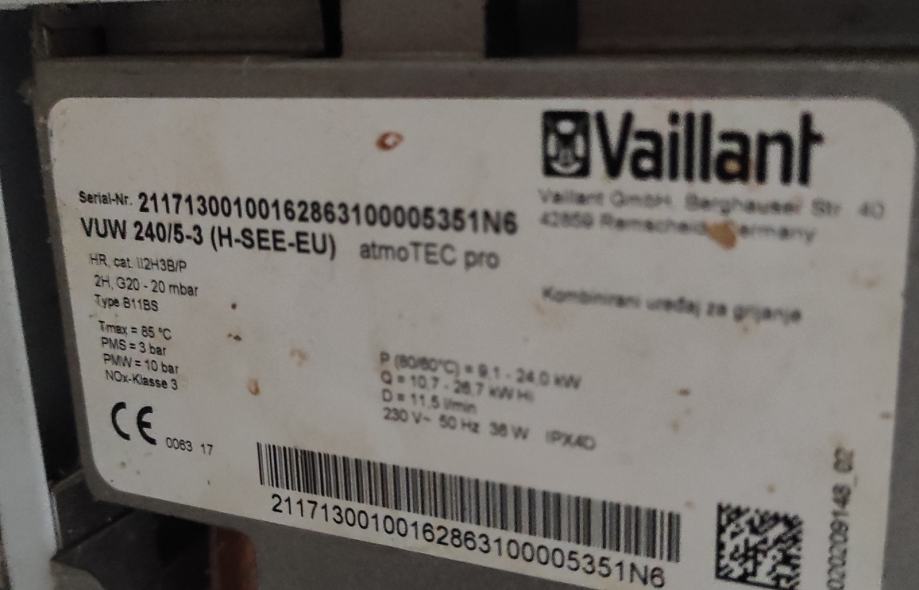 Vaillant
Vaillant GmbH, Berghauser Str. 40
42859 Remscheid Germany
Serial-Nr. 21171300100162863100005351N6
VUW 240/5-3 (H-SEE-EU) atmoTEC pro
HR, cat. II2H3B/P
2H, G20 - 20 mbar
Type B11BS
Kombinirani uređaj za grijanje
Tmax = 85 °C
PMS = 3 bar
PMW = 10 bar
NOx-Klasse 3
P (80/60°C) = 9,1 - 24,0 kW
Q = 10,7 - 26,7 kW Hi
D = 11,5 l/min
230 V~ 50 Hz 36 W IPX4D
CE 0063 17
21171300100162863100005351N6
0202209148_02